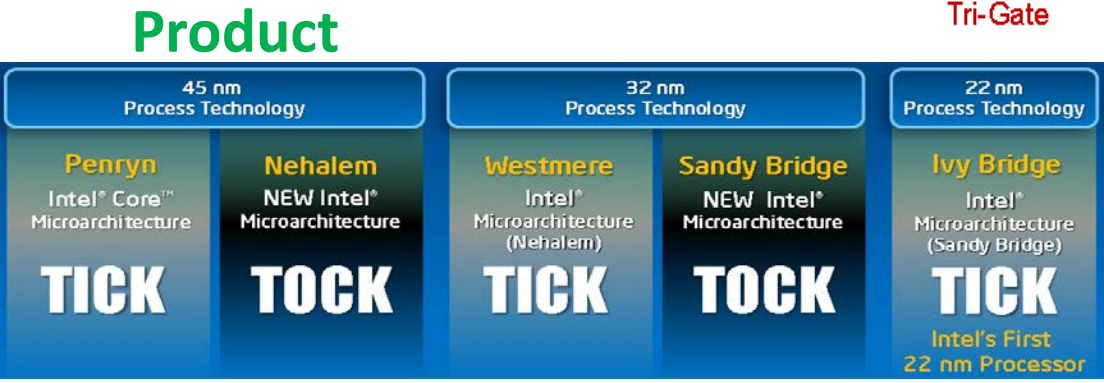 Product
Tri-Gate
45 nm
Process Technology
32 nm
Process Technology
22 nm
Process Technology
Penryn
Intel® Core™
Microarchitecture
TICK
Nehalem
NEW Intel®
Microarchitecture
TOCK
Westmere
Intel®
Microarchitecture
(Nehalem)
TICK
Sandy Bridge
NEW Intel®
Microarchitecture
TOCK
Ivy Bridge
Intel®
Microarchitecture
(Sandy Bridge)
TICK
Intel's First
22 nm Processor